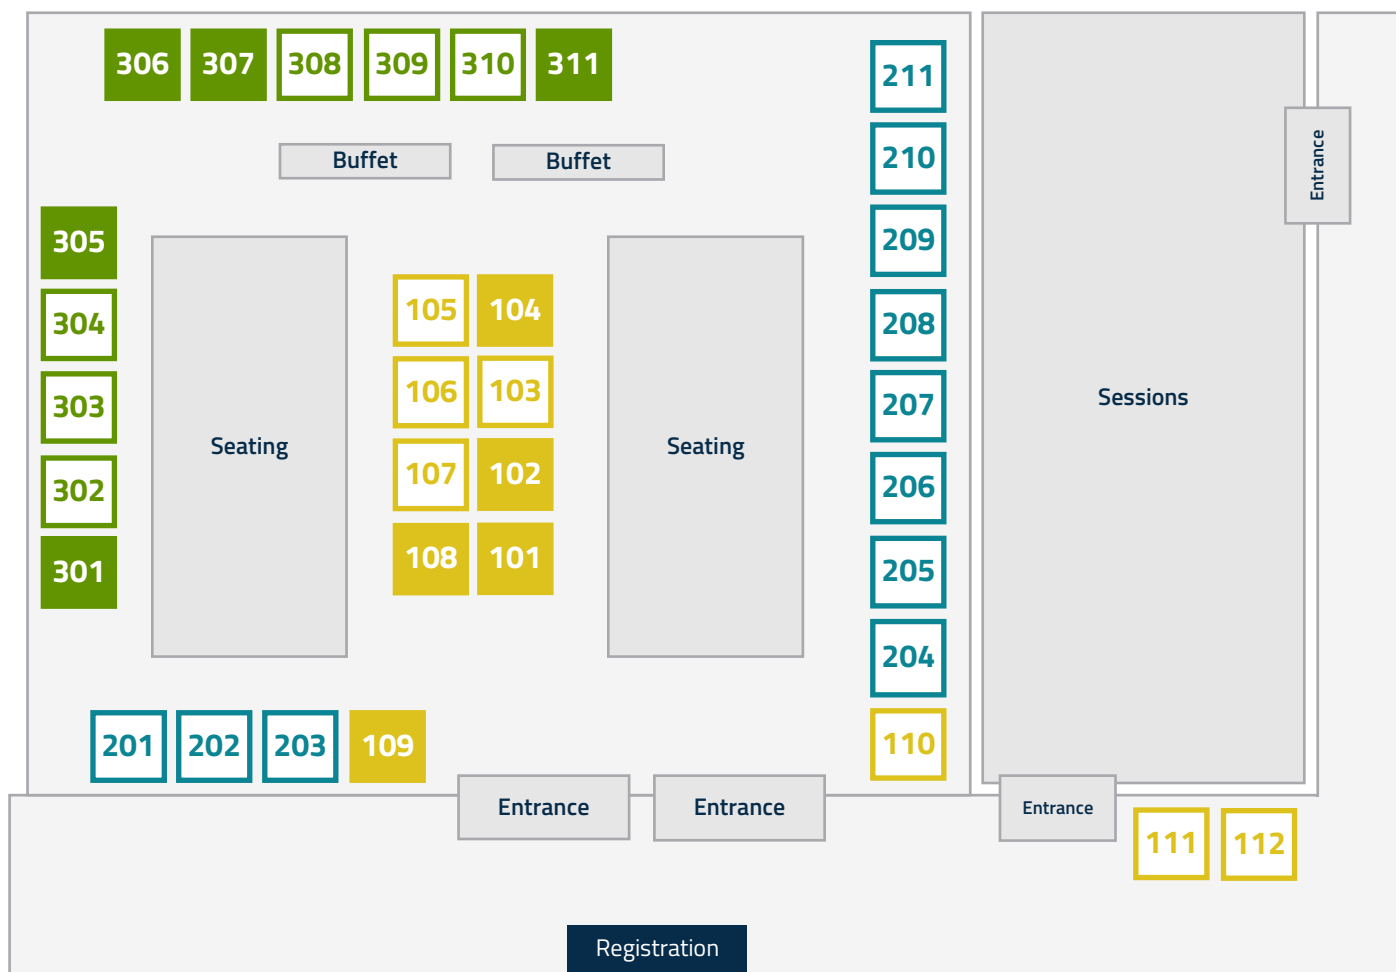 306 307 308 309 310 311
211
Buffet Buffet
210
Entrance
305
209
304
105 104
208
303
106 103
207
Sessions
Seating
Seating
302
107 102
206
301
108 101
205
204
201 202 203 109
110
Entrance
Entrance
Entrance
111 112
Registration